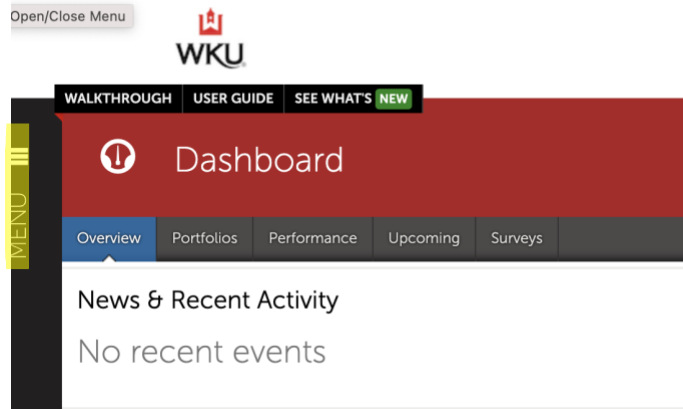 Open/Close Menu
WKU
WALKTHROUGH USER GUIDE SEE WHAT'S NEW
MENU
Dashboard
Overview Portfolios Performance Upcoming Surveys
News & Recent Activity
No recent events